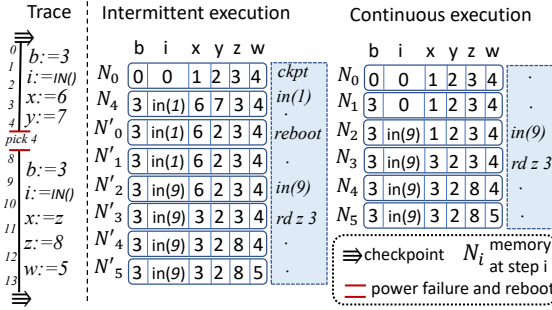 Trace
0
1
2
3
4
b:=3
i:=IN()
x:=6
y:=7
pick 4
8
9
10
11
12
13
b:=3
i:=IN()
x:=z
z:=8
w:=5
Intermittent execution
b i x y z w
N0 0 0 1 2 3 4 ckpt
N4 3 in(1) 6 7 3 4 in(1)
.
N'0 3 in(1) 6 2 3 4 reboot
N'1 3 in(1) 6 2 3 4 .
N'2 3 in(9) 6 2 3 4 in(9)
N'3 3 in(9) 3 2 3 4 rd z 3
N'4 3 in(9) 3 2 8 4 .
N'5 3 in(9) 3 2 8 5 .
Continuous execution
b i x y z w
N0 0 0 1 2 3 4 .
N1 3 0 1 2 3 4 .
N2 3 in(9) 1 2 3 4 in(9)
N3 3 in(9) 3 2 3 4 rd z 3
N4 3 in(9) 3 2 8 4 .
N5 3 in(9) 3 2 8 5 .
checkpoint
Ni memory
at step i
power failure and reboot